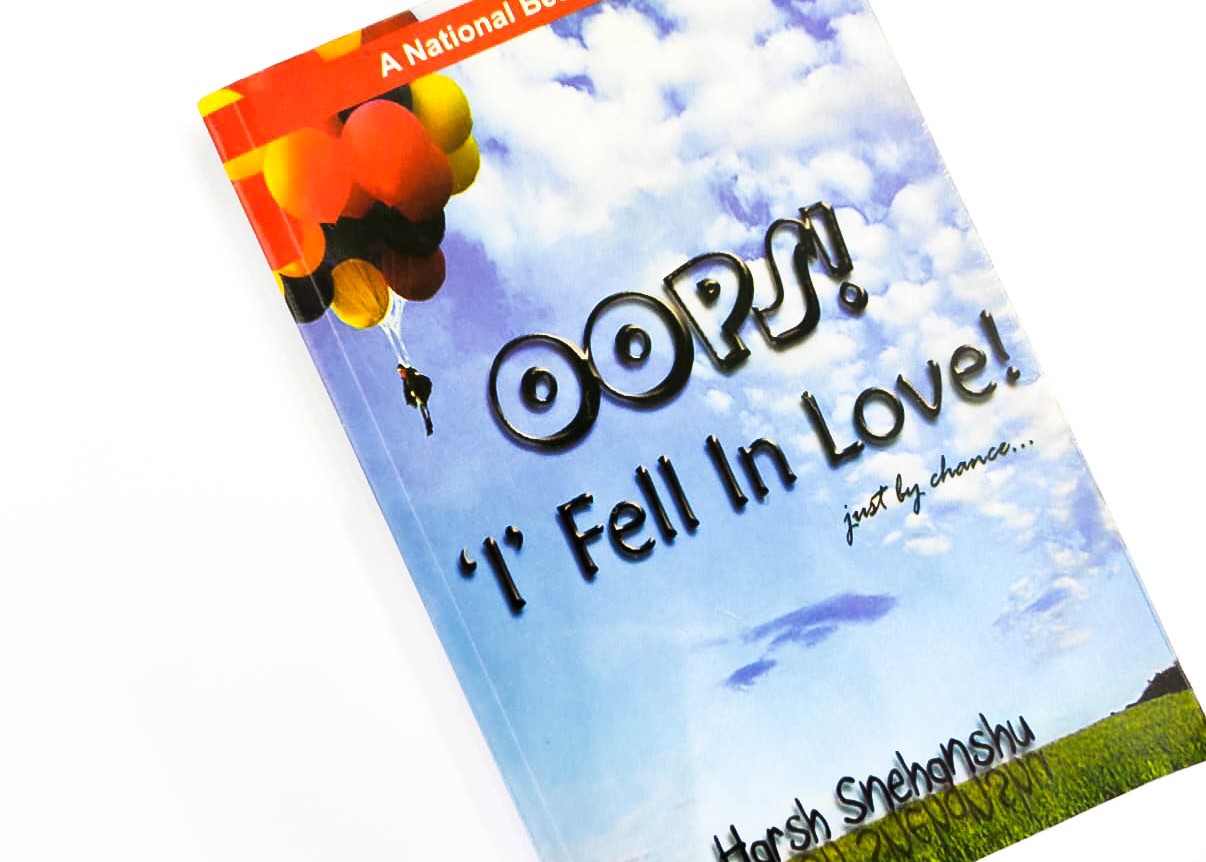 A National
OOPS!
'I' Fell In Love!
just by chance...
Harsh Snehanshu